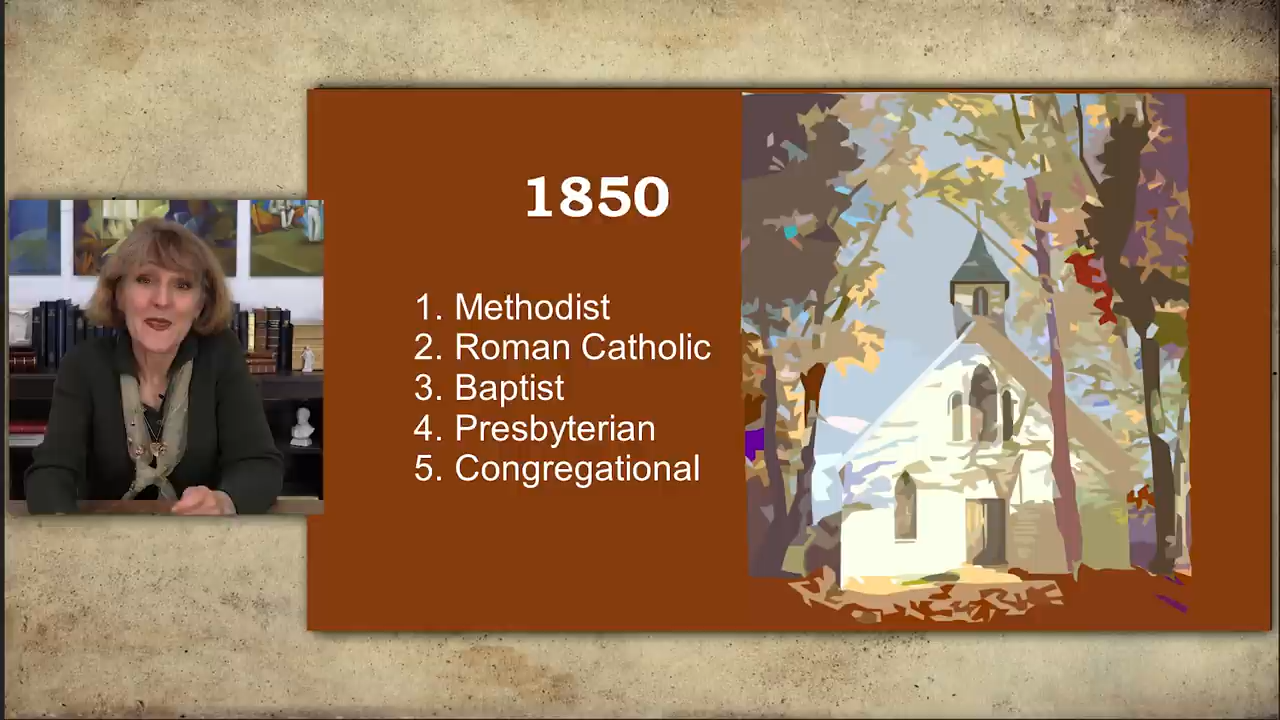 1850
1. Methodist
2. Roman Catholic
3. Baptist
4. Presbyterian
5. Congregational